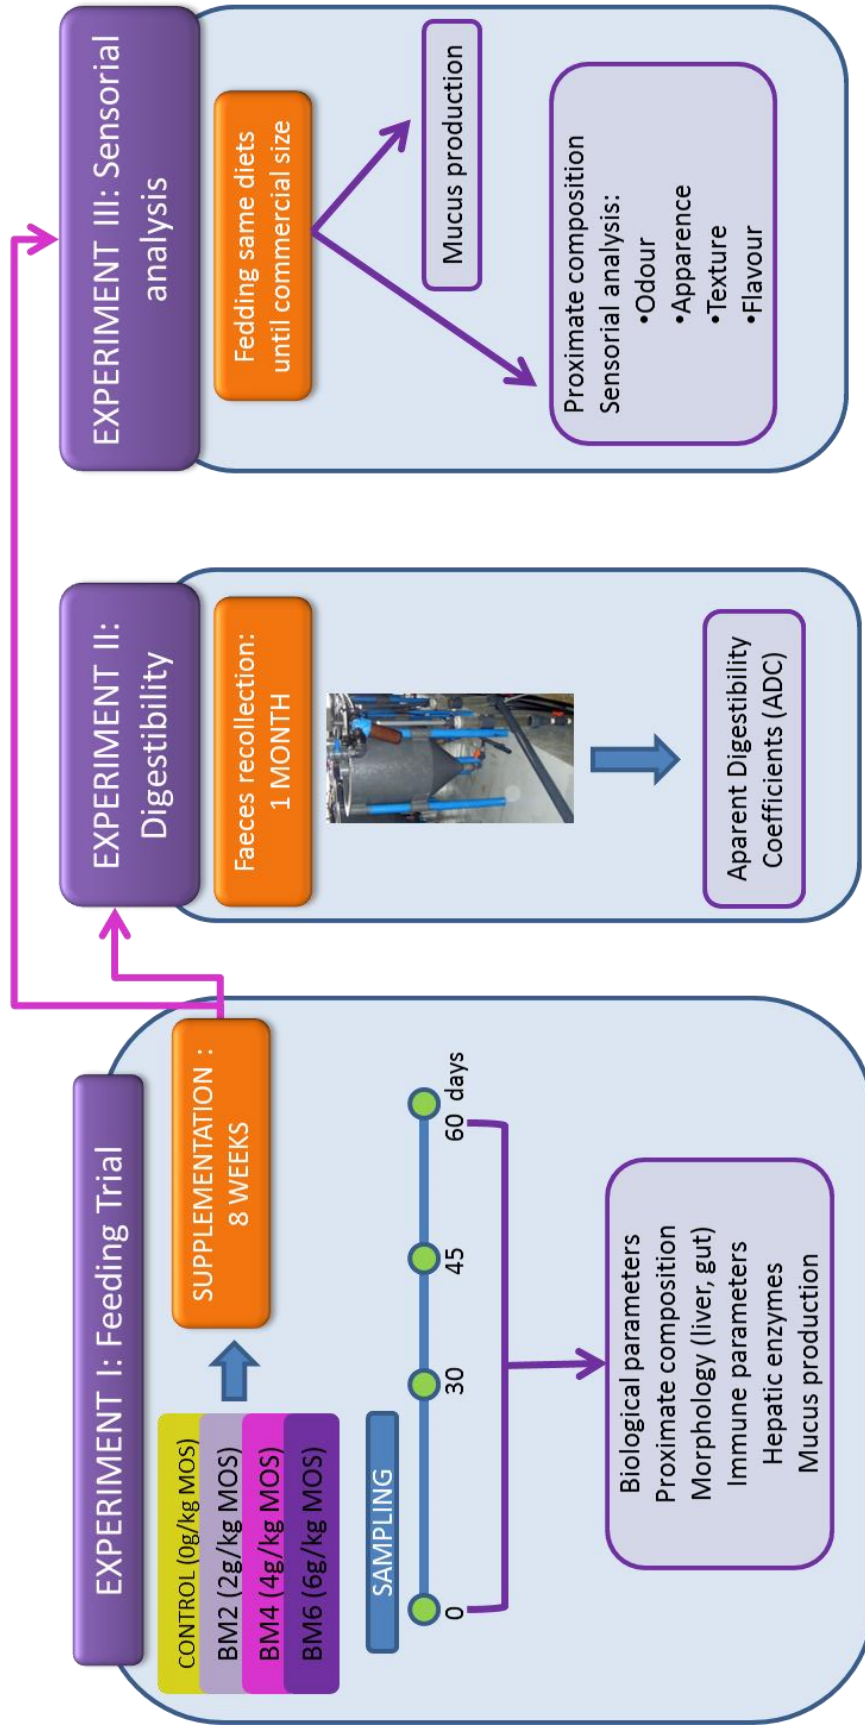 EXPERIMENT I: Feeding Trial
CONTROL (0g/kg MOS)
BM2 (2g/kg MOS)
BM4 (4g/kg MOS)
BM6 (6g/kg MOS)
SUPPLEMENTATION :
8 WEEKS
SAMPLING
0 30 45 60 days
Biological parameters
Proximate composition
Morphology (liver, gut)
Immune parameters
Hepatic enzymes
Mucus production
EXPERIMENT II:
Digestibility
Faeces recollection:
1 MONTH
Aparent Digestibility
Coefficients (ADC)
EXPERIMENT III: Sensorial
analysis
Fedding same diets
until commercial size
Mucus production
Proximate composition
Sensorial analysis:
•Odour
•Apparence
•Texture
•Flavour